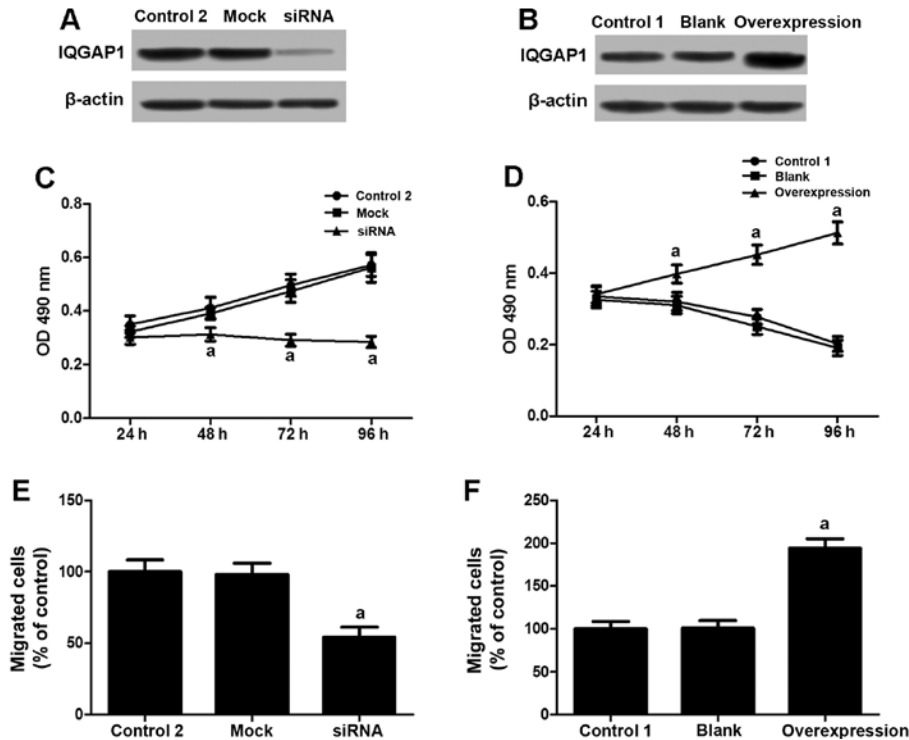 A
Control 2 Mock siRNA
IQGAP1
β-actin
B
Control 1 Blank Overexpression
IQGAP1
β-actin
C
Control 2
Mock
siRNA
OD 490 nm
0.8
0.6
0.4
0.2
0.0
a a a
24 h 48 h 72 h 96 h
D
Control 1
Blank
Overexpression
OD 490 nm
0.6
0.4
0.2
0.0
a a a
24 h 48 h 72 h 96 h
E
Migrated cells
(% of control)
150
100
50
0
a
Control 2 Mock siRNA
F
Migrated cells
(% of control)
250
200
150
100
50
0
a
Control 1 Blank Overexpression